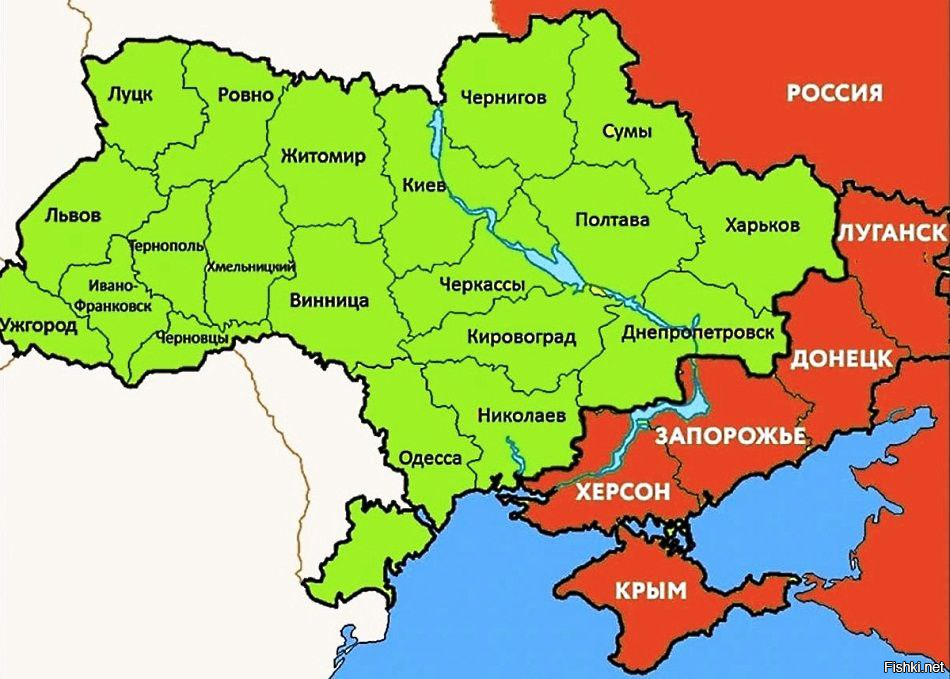 Луцк
Ровно
Чернигов
РОССИЯ
Житомир
Сумы
Киев
Львов
Тернополь
Полтава
Харьков
ЛУГАНСК
Хмельницкий
Ивано-
Франковск
Винница
Черкассы
Ужгород
Черновцы
Кировоград
Днепропетровск
ДОНЕЦК
Николаев
ЗАПОРОЖЬЕ
Одесса
ХЕРСОН
КРЫМ
Fishki.net